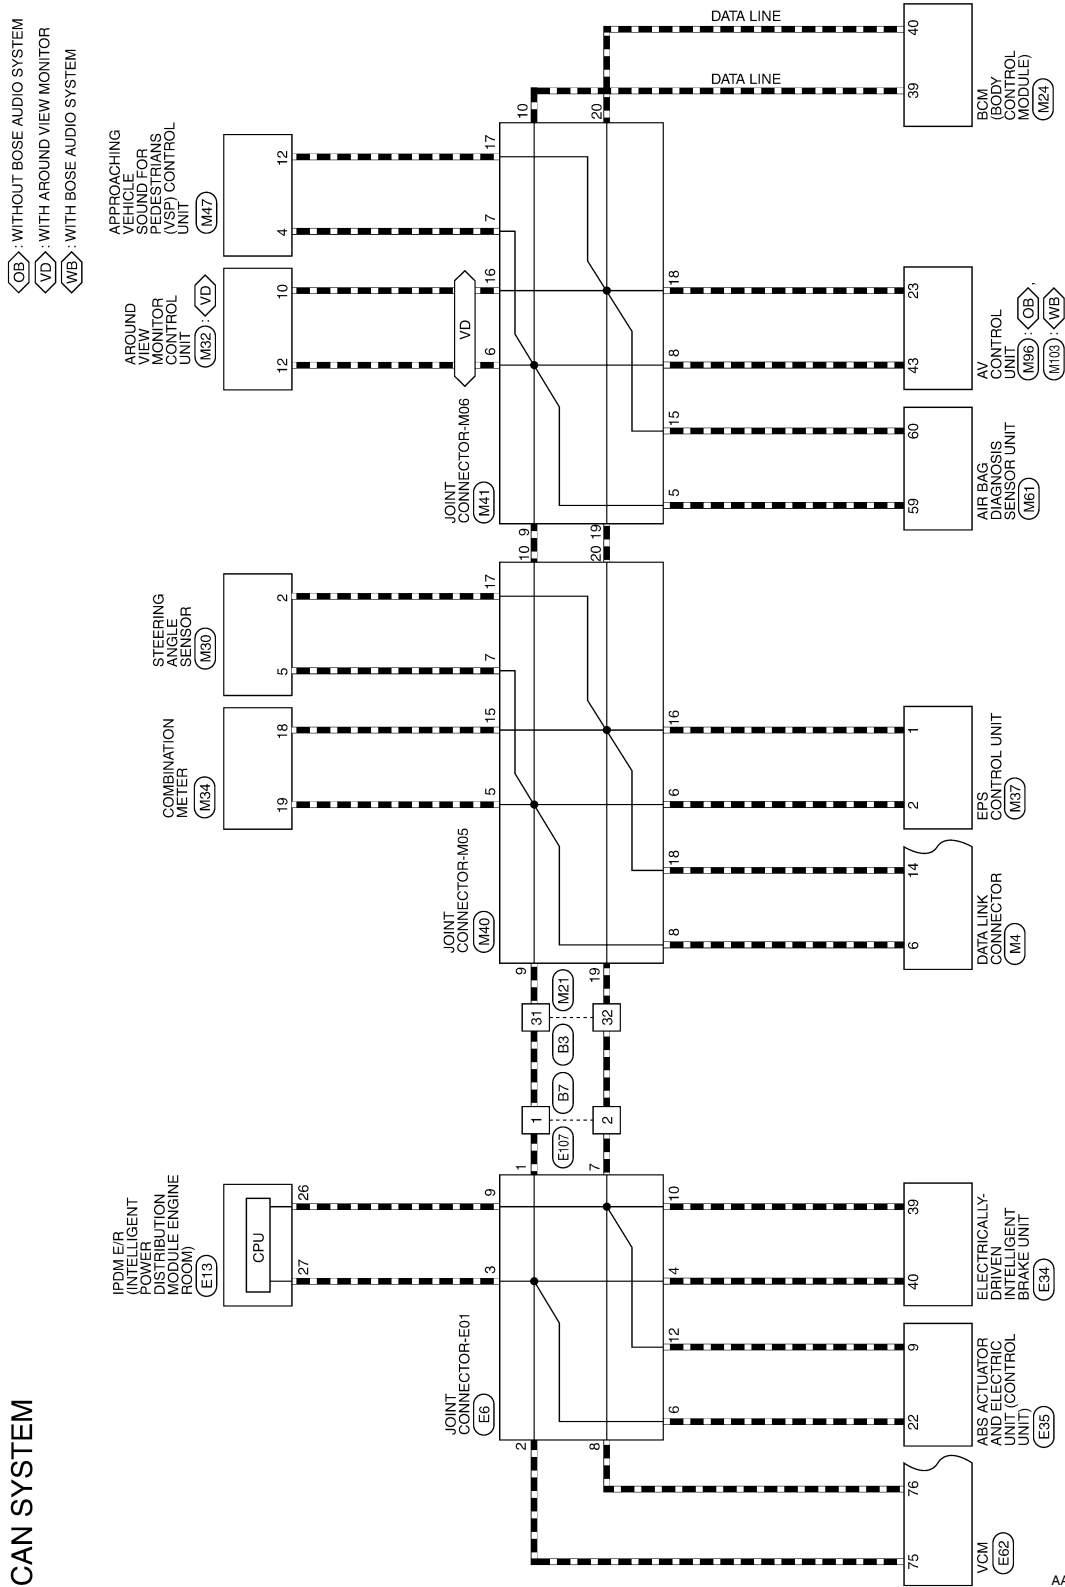 CAN SYSTEM
OB : WITHOUT BOSE AUDIO SYSTEM
VD : WITH AROUND VIEW MONITOR
WB : WITH BOSE AUDIO SYSTEM
IPDM E/R
(INTELLIGENT
POWER
DISTRIBUTION
MODULE ENGINE
ROOM)
E13
CPU
27
26
COMBINATION
METER
M34
19
18
STEERING
ANGLE
SENSOR
M30
5
2
AROUND
VIEW
MONITOR
CONTROL
UNIT
M32 : VD
12
10
APPROACHING
VEHICLE
SOUND FOR
PEDESTRIANS
(VSP) CONTROL
UNIT
M47
4
12
VD
JOINT
CONNECTOR-E01
E6
3
9
2
8
1
7
6
12
4
10
1
2
E107
B7
B3
M21
31
32
JOINT
CONNECTOR-M05
M40
5
15
7
17
9
19
10
20
8
18
6
16
JOINT
CONNECTOR-M06
M41
6
16
7
17
9
19
10
20
5
15
8
18
DATA LINE
DATA LINE
75
76
VCM
E62
22
9
ABS ACTUATOR
AND ELECTRIC
UNIT (CONTROL
UNIT)
E35
40
39
ELECTRICALLY-
DRIVEN
INTELLIGENT
BRAKE UNIT
E34
6
14
DATA LINK
CONNECTOR
M4
2
1
EPS
CONTROL UNIT
M37
59
60
AIR BAG
DIAGNOSIS
SENSOR UNIT
M61
43
23
AV
CONTROL
UNIT
M96 : OB ,
M103 : WB
39
40
BCM
(BODY
CONTROL
MODULE)
M24
AA